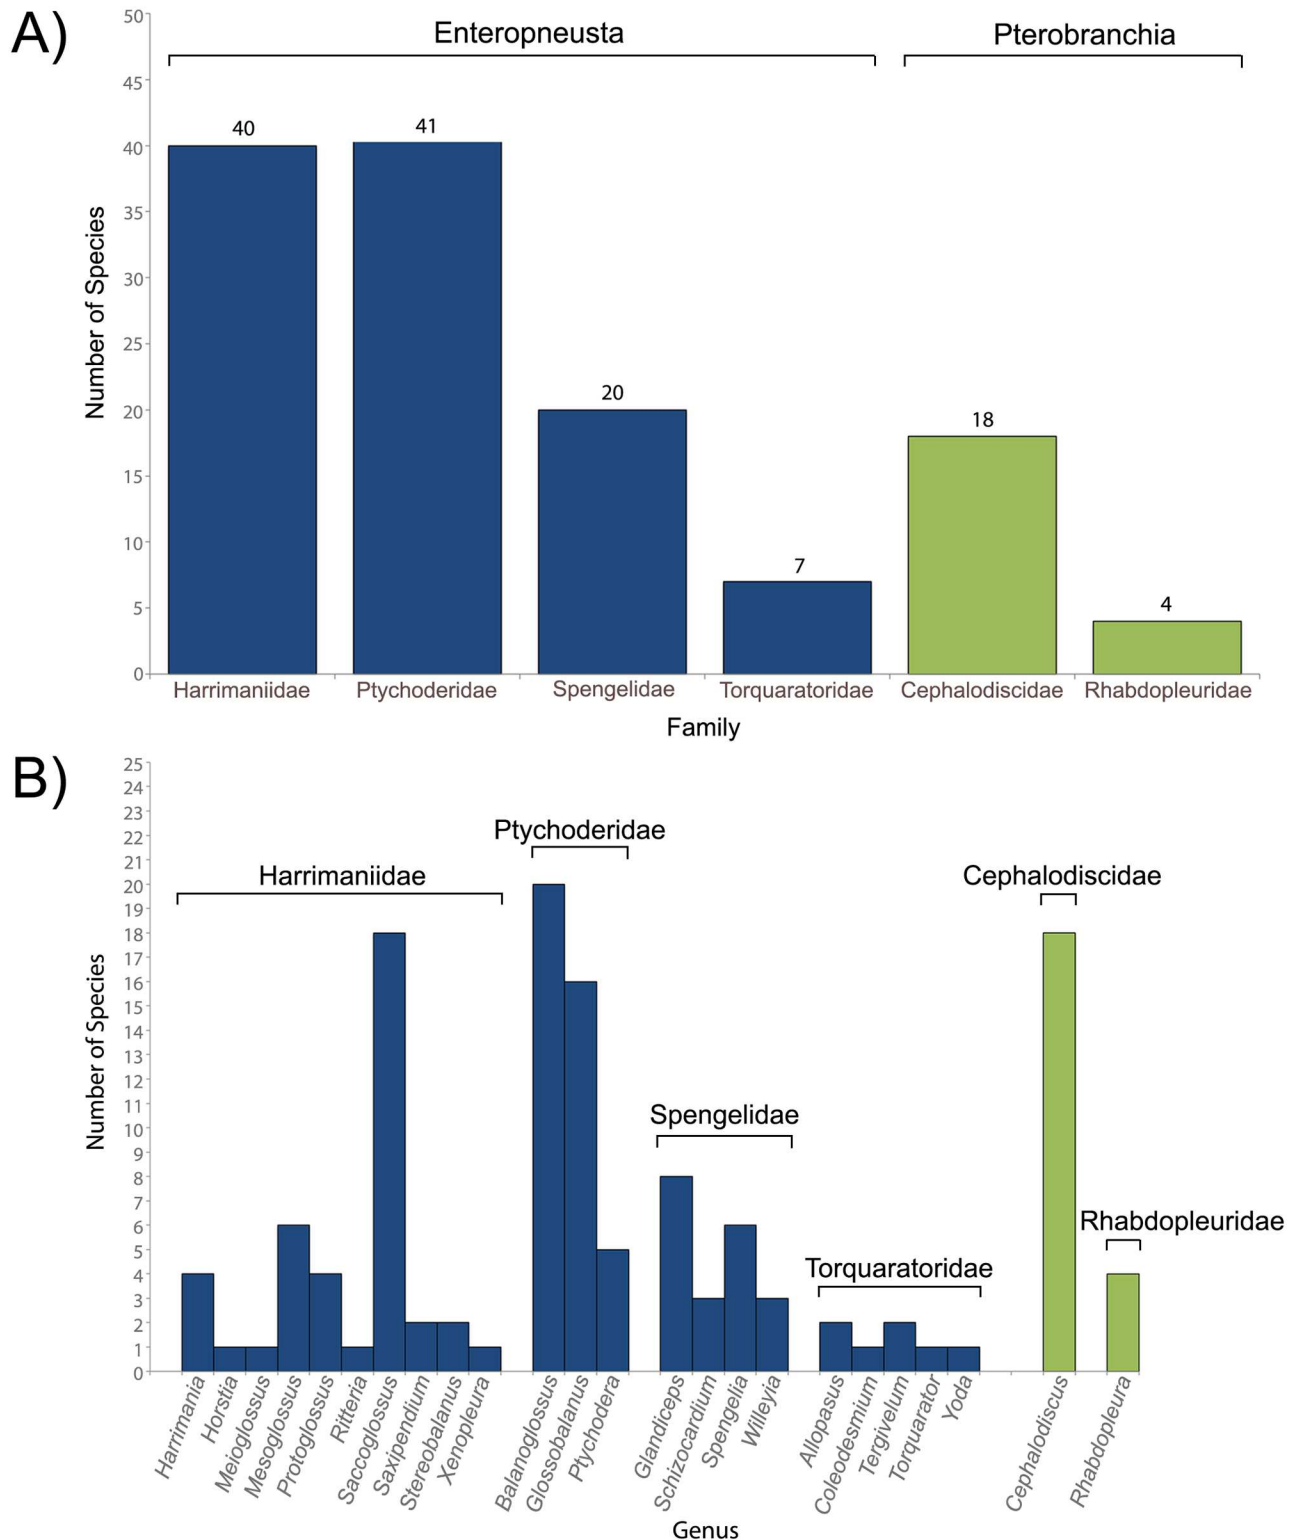 A)
Enteropneusta
Pterobranchia
50
45
40
35
30
25
20
15
10
5
0
Number of Species
40
41
20
7
18
4
Harrimaniidae
Ptychoderidae
Spengelidae
Torquaratoridae
Cephalodiscidae
Rhabdopleuridae
Family
B)
25
24
23
22
21
20
19
18
17
16
15
14
13
12
11
10
9
8
7
6
5
4
3
2
1
0
Number of Species
Harrimaniidae
Ptychoderidae
Spengelidae
Torquaratoridae
Cephalodiscidae
Rhabdopleuridae
Harrimania
Horstia
Meioglossus
Mesoglossus
Protoglossus
Ritteria
Saccoglossus
Saxipendium
Stereobalanus
Xenopleura
Balanoglossus
Glossobalanus
Ptychodera
Glandiceps
Schizocardium
Spengelia
Willeyia
Allopasus
Coleodesmium
Tergivelum
Torquarator
Yoda
Cephalodiscus
Rhabdopleura
Genus